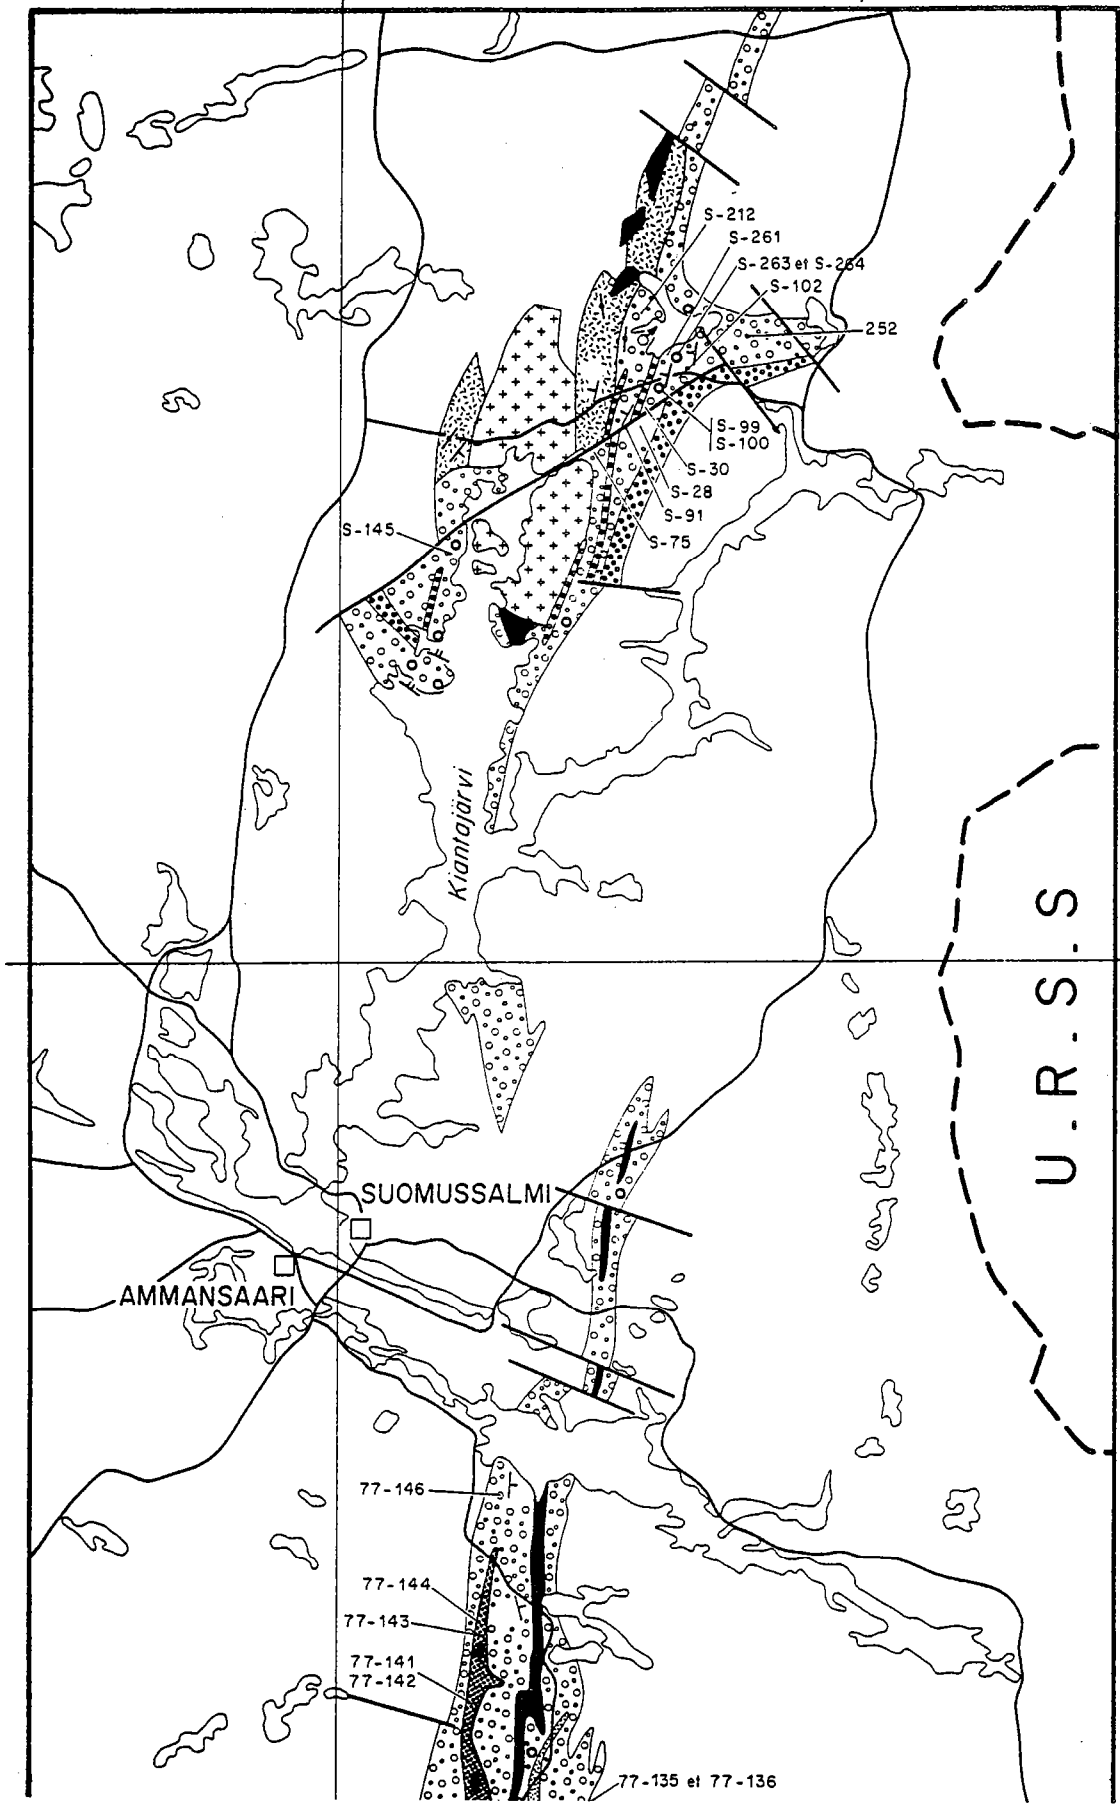 S-212
S-261
S-263 et S-264
S-102
252
S-99
S-100
S-30
S-28
S-91
S-75
S-145
Kiantajärvi
U.R.S.S
SUOMUSSALMI
AMMANSAARI
77-146
77-144
77-143
77-141
77-142
77-135 et 77-136